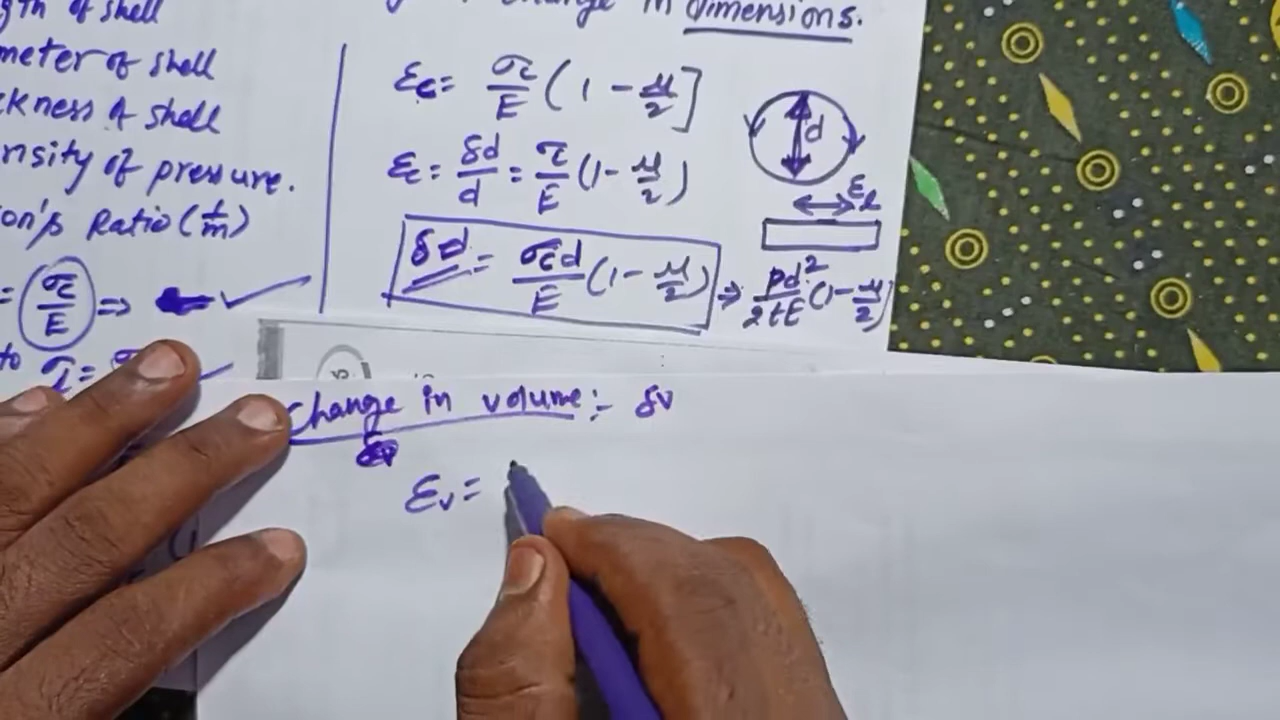 of shell
change in dimensions.
meter of shell
ckness of shell
nsity of pressure.
on's Ratio (1/m)
= σc/E ⇒
to σl =
εc = σc/E (1 - μ/2]
εc = δd/d = σc/E (1 - μ/2)
δd = σcd/E (1 - μ/2) ⇒ pd²/2tE (1 - μ/2)
d
εl
change in volume :- δv
εv =